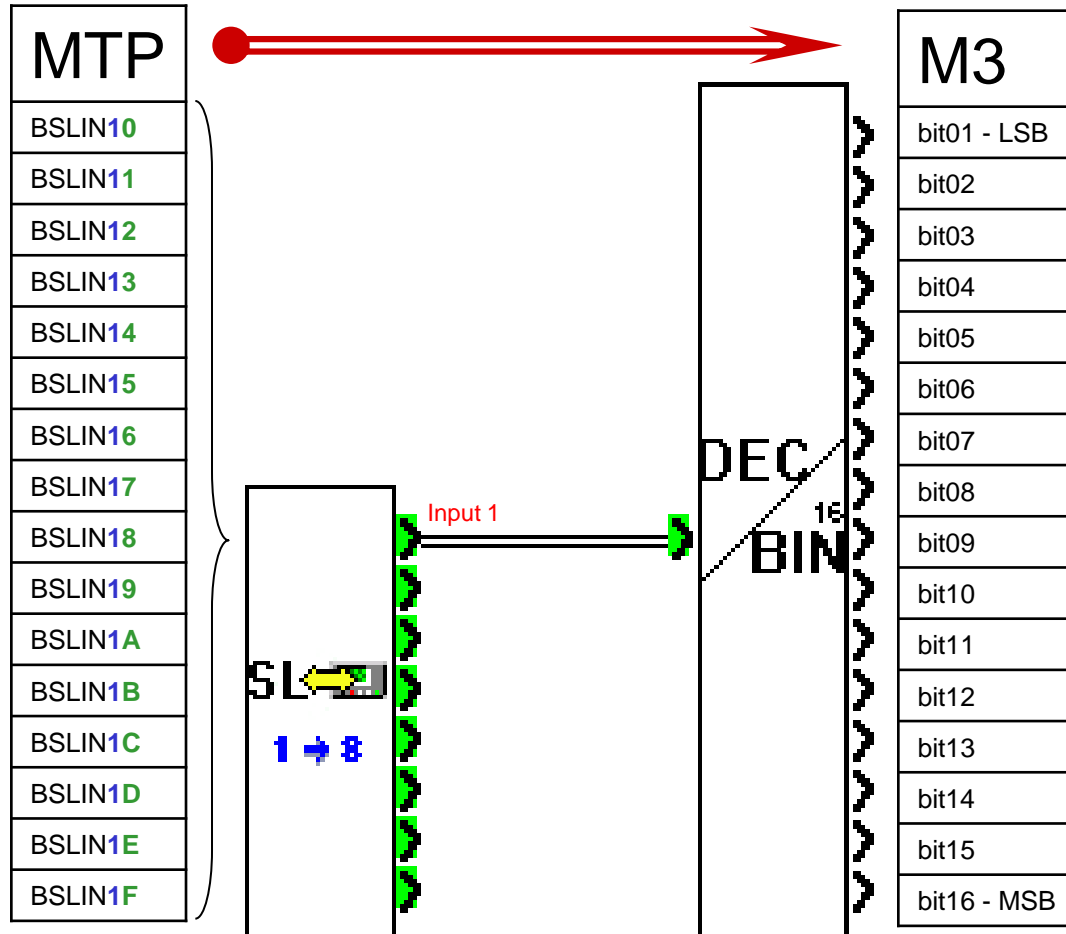 MTP
BSLIN10
BSLIN11
BSLIN12
BSLIN13
BSLIN14
BSLIN15
BSLIN16
BSLIN17
BSLIN18
BSLIN19
BSLIN1A
BSLIN1B
BSLIN1C
BSLIN1D
BSLIN1E
BSLIN1F
SL
1 → 8
Input 1
DEC
16
BIN
M3
bit01 - LSB
bit02
bit03
bit04
bit05
bit06
bit07
bit08
bit09
bit10
bit11
bit12
bit13
bit14
bit15
bit16 - MSB